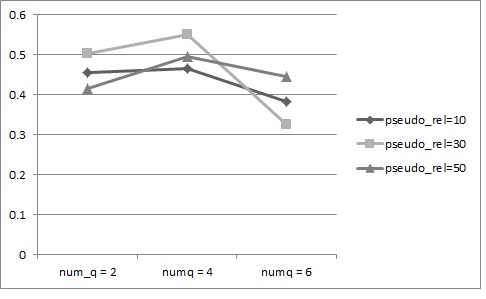 0.6
0.5
0.4
0.3
0.2
0.1
0
num_q = 2
numq = 4
numq = 6
pseudo_rel=10
pseudo_rel=30
pseudo_rel=50